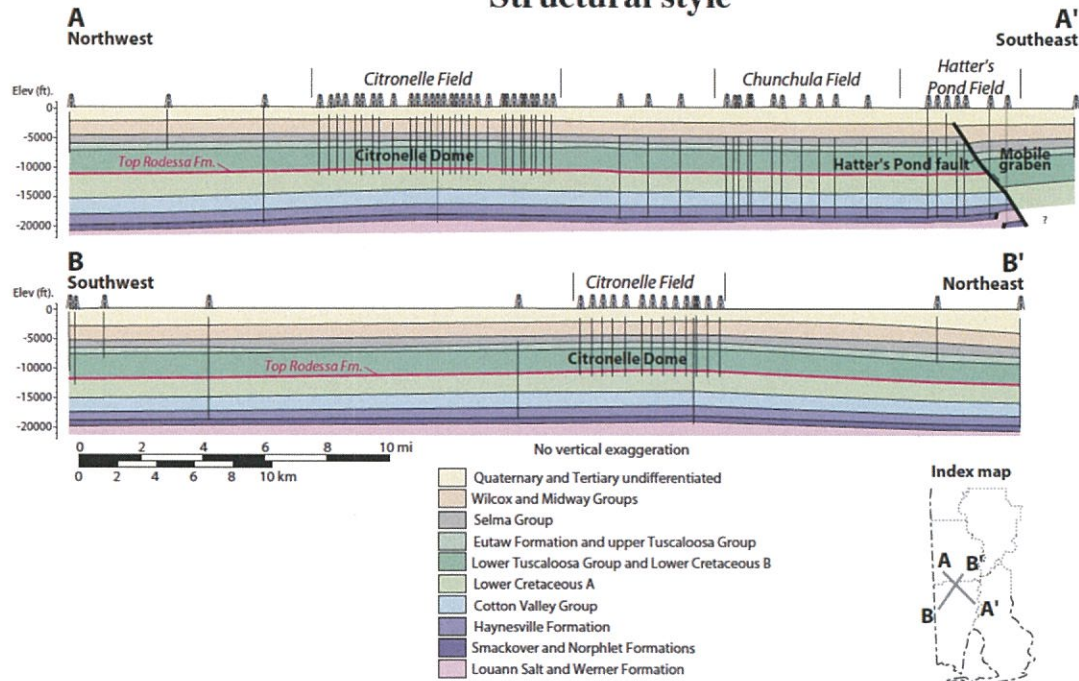 Structural style
A
Northwest
A'
Southeast
Elev (ft.)
Citronelle Field
Chunchula Field
Hatter's
Pond Field
0
-5000
-10000
-15000
-20000
Top Rodessa Fm.
Citronelle Dome
Hatter's Pond fault
Mobile
graben
?
B
Southwest
B'
Northeast
Elev (ft.)
Citronelle Field
0
-5000
-10000
-15000
-20000
Top Rodessa Fm.
Citronelle Dome
0 2 4 6 8 10 mi
0 2 4 6 8 10 km
No vertical exaggeration
Quaternary and Tertiary undifferentiated
Wilcox and Midway Groups
Selma Group
Eutaw Formation and upper Tuscaloosa Group
Lower Tuscaloosa Group and Lower Cretaceous B
Lower Cretaceous A
Cotton Valley Group
Haynesville Formation
Smackover and Norphlet Formations
Louann Salt and Werner Formation
Index map
A B'
B A'